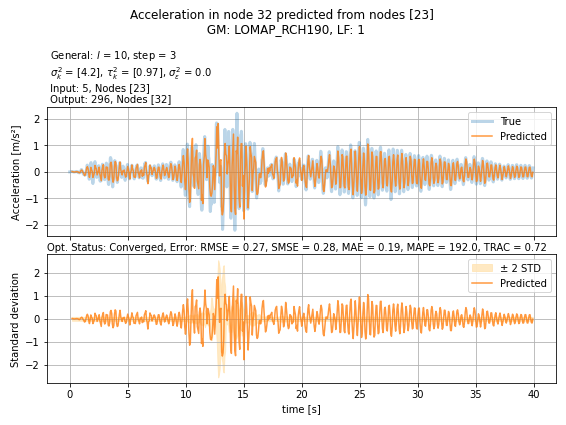 Acceleration in node 32 predicted from nodes [23]
GM: LOMAP_RCH190, LF: 1
General: l = 10, step = 3
σ²ₖ = [4.2], τ²ₖ = [0.97], σ²ε = 0.0
Input: 5, Nodes [23]
Output: 296, Nodes [32]
Acceleration [m/s²]
2
1
0
−1
−2
True
Predicted
Opt. Status: Converged, Error: RMSE = 0.27, SMSE = 0.28, MAE = 0.19, MAPE = 192.0, TRAC = 0.72
Standard deviation
2
1
0
−1
−2
± 2 STD
Predicted
0 5 10 15 20 25 30 35 40
time [s]